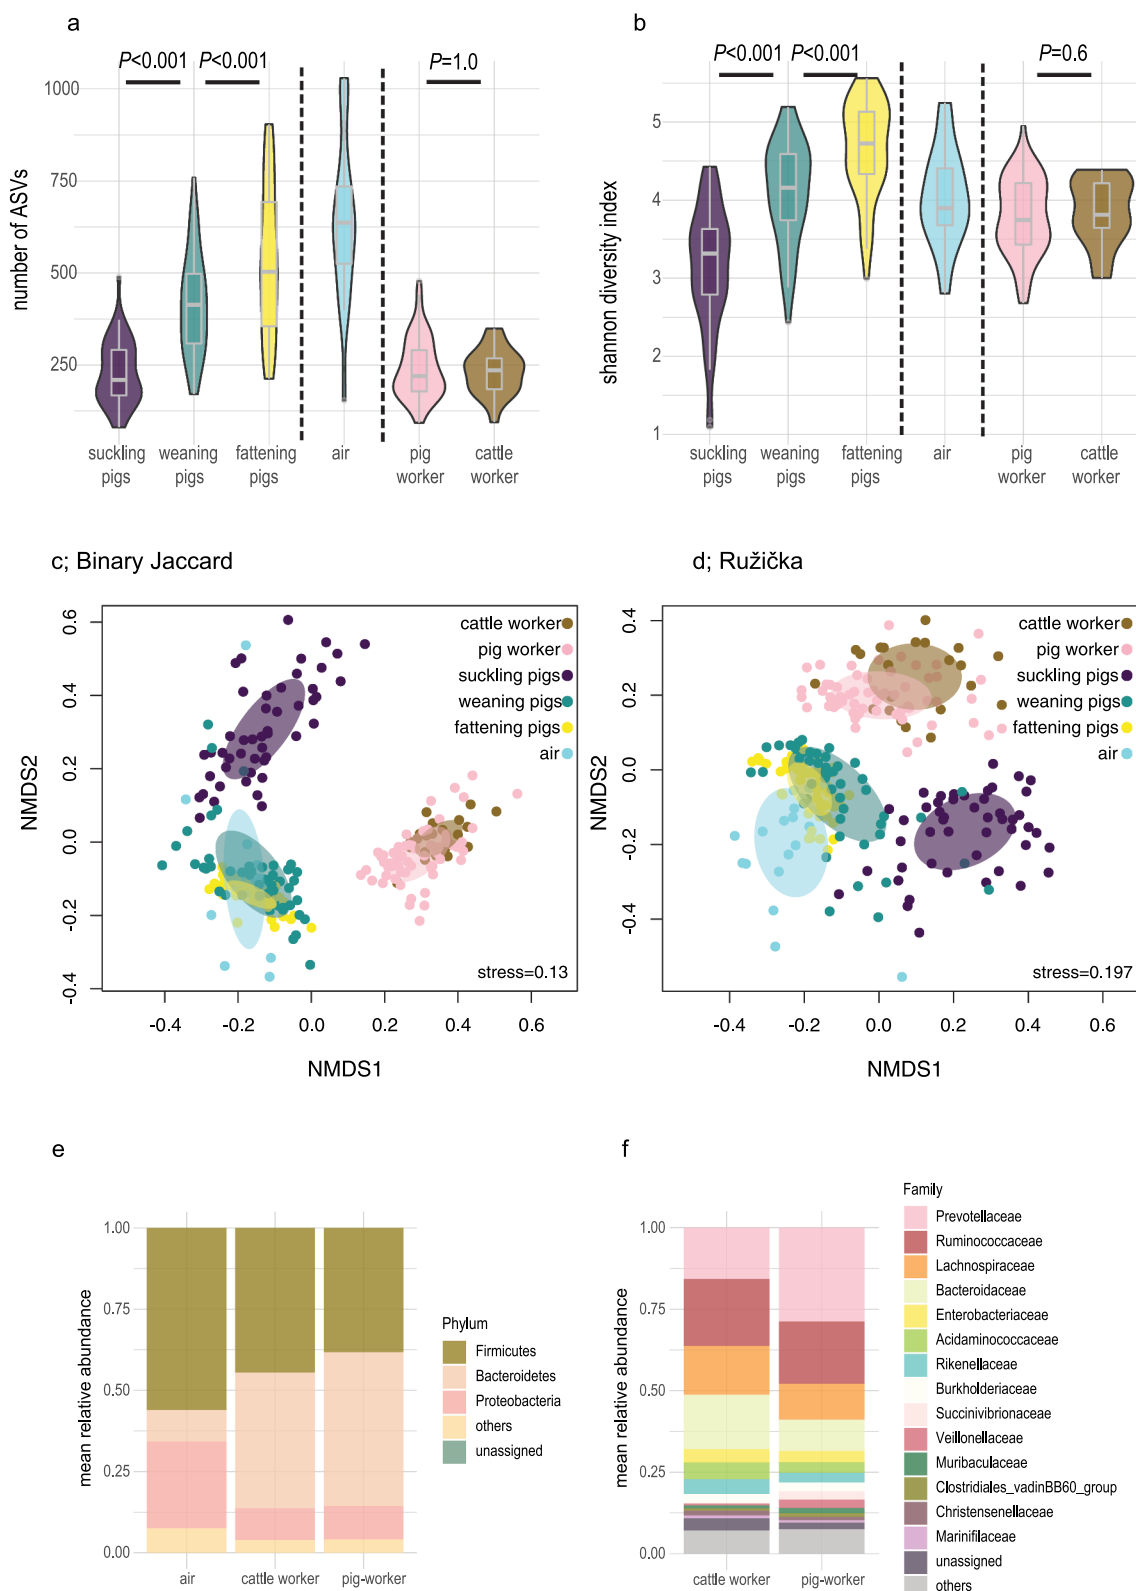 a
P<0.001
P<0.001
P=1.0
number of ASVs
1000
750
500
250
suckling pigs
weaning pigs
fattening pigs
air
pig worker
cattle worker
b
P<0.001
P<0.001
P=0.6
shannon diversity index
5
4
3
2
1
suckling pigs
weaning pigs
fattening pigs
air
pig worker
cattle worker
c; Binary Jaccard
NMDS2
0.6
0.4
0.2
0.0
-0.2
-0.4
cattle worker
pig worker
suckling pigs
weaning pigs
fattening pigs
air
stress=0.13
-0.4
-0.2
0.0
0.2
0.4
0.6
NMDS1
d; Ružička
NMDS2
0.4
0.2
0.0
-0.2
-0.4
cattle worker
pig worker
suckling pigs
weaning pigs
fattening pigs
air
stress=0.197
-0.4
-0.2
0.0
0.2
0.4
0.6
NMDS1
e
mean relative abundance
1.00
0.75
0.50
0.25
0.00
air
cattle worker
pig-worker
Phylum
Firmicutes
Bacteroidetes
Proteobacteria
others
unassigned
f
mean relative abundance
1.00
0.75
0.50
0.25
0.00
cattle worker
pig-worker
Family
Prevotellaceae
Ruminococcaceae
Lachnospiraceae
Bacteroidaceae
Enterobacteriaceae
Acidaminococcaceae
Rikenellaceae
Burkholderiaceae
Succinivibrionaceae
Veillonellaceae
Muribaculaceae
Clostridiales_vadinBB60_group
Christensenellaceae
Marinifilaceae
unassigned
others